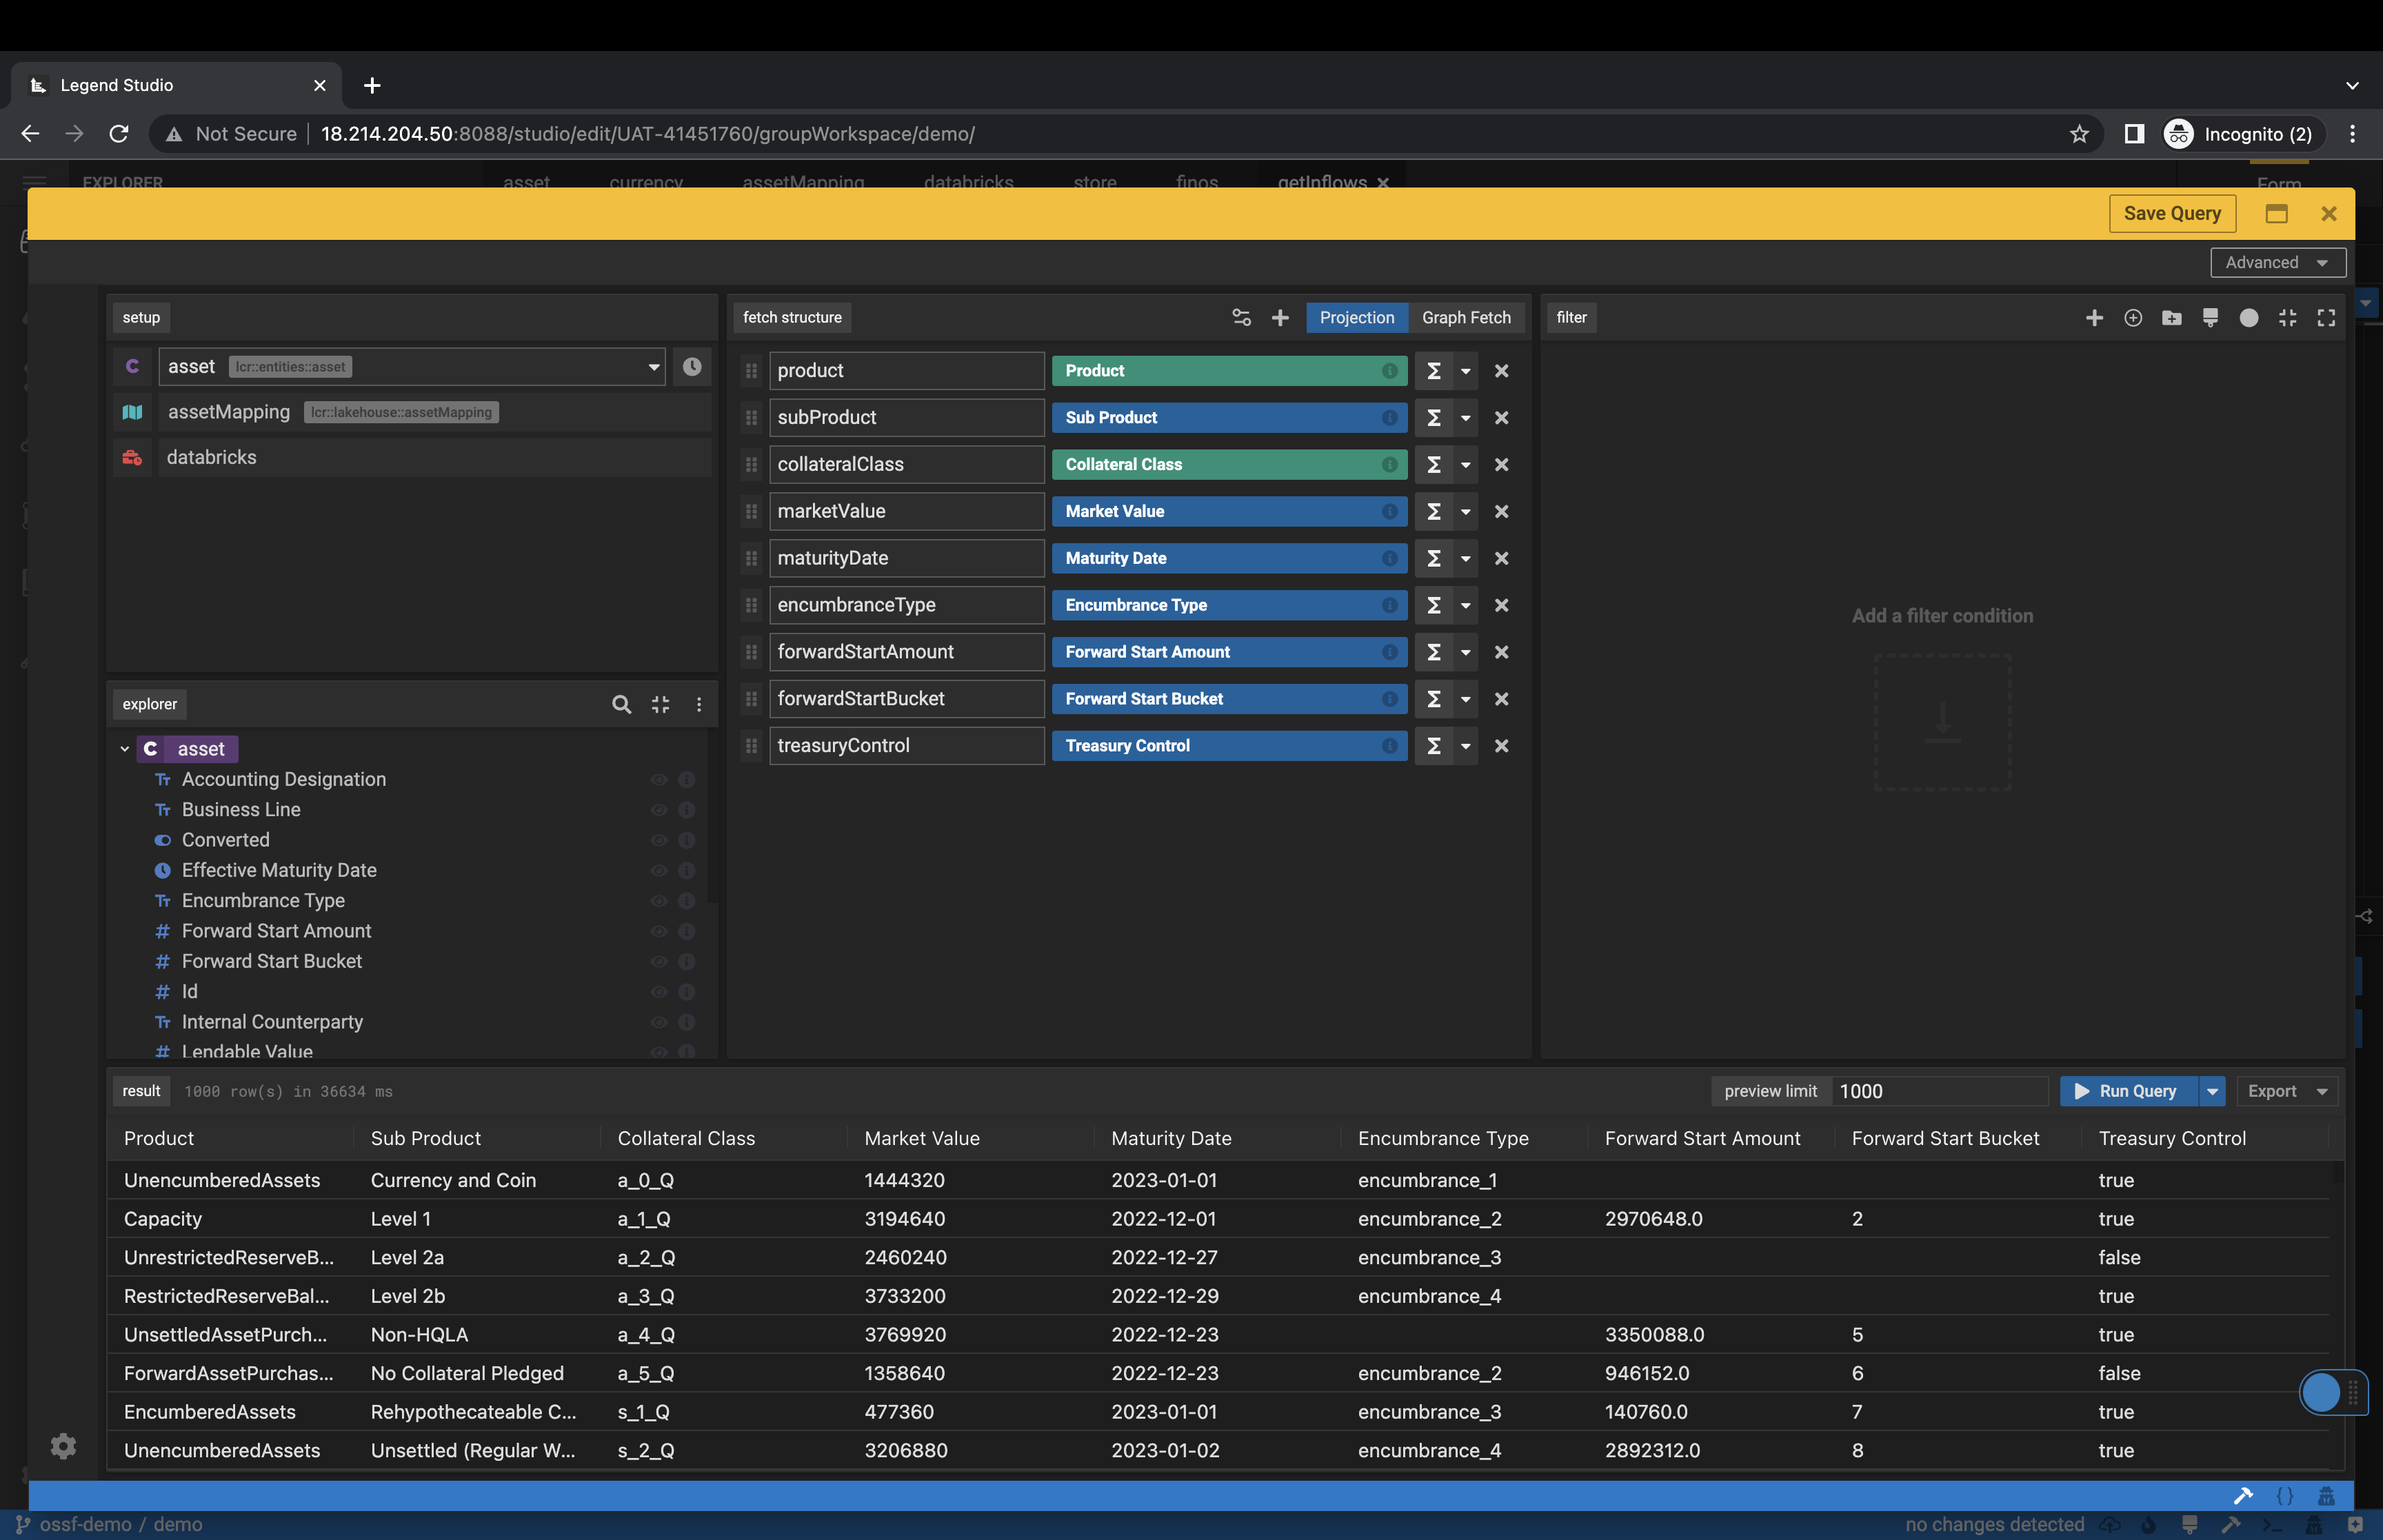 Legend Studio
Not Secure 18.214.204.50:8088/studio/edit/UAT-41451760/groupWorkspace/demo/ Incognito (2)
EXPLORER asset currency assetMapping databricks store finos getInflows Form
Save Query
Advanced
setup
asset lcr::entities::asset
assetMapping lcr::lakehouse::assetMapping
databricks
fetch structure Projection Graph Fetch
product Product
subProduct Sub Product
collateralClass Collateral Class
marketValue Market Value
maturityDate Maturity Date
encumbranceType Encumbrance Type
forwardStartAmount Forward Start Amount
forwardStartBucket Forward Start Bucket
treasuryControl Treasury Control
filter
Add a filter condition
explorer
C asset
Accounting Designation
Business Line
Converted
Effective Maturity Date
Encumbrance Type
Forward Start Amount
Forward Start Bucket
Id
Internal Counterparty
Lendable Value
result 1000 row(s) in 36634 ms preview limit 1000 Run Query Export
Product Sub Product Collateral Class Market Value Maturity Date Encumbrance Type Forward Start Amount Forward Start Bucket Treasury Control
UnencumberedAssets Currency and Coin a_0_Q 1444320 2023-01-01 encumbrance_1 true
Capacity Level 1 a_1_Q 3194640 2022-12-01 encumbrance_2 2970648.0 2 true
UnrestrictedReserveB... Level 2a a_2_Q 2460240 2022-12-27 encumbrance_3 false
RestrictedReserveBal... Level 2b a_3_Q 3733200 2022-12-29 encumbrance_4 true
UnsettledAssetPurch... Non-HQLA a_4_Q 3769920 2022-12-23 3350088.0 5 true
ForwardAssetPurchas... No Collateral Pledged a_5_Q 1358640 2022-12-23 encumbrance_2 946152.0 6 false
EncumberedAssets Rehypothecateable C... s_1_Q 477360 2023-01-01 encumbrance_3 140760.0 7 true
UnencumberedAssets Unsettled (Regular W... s_2_Q 3206880 2023-01-02 encumbrance_4 2892312.0 8 true
ossf-demo / demo no changes detected